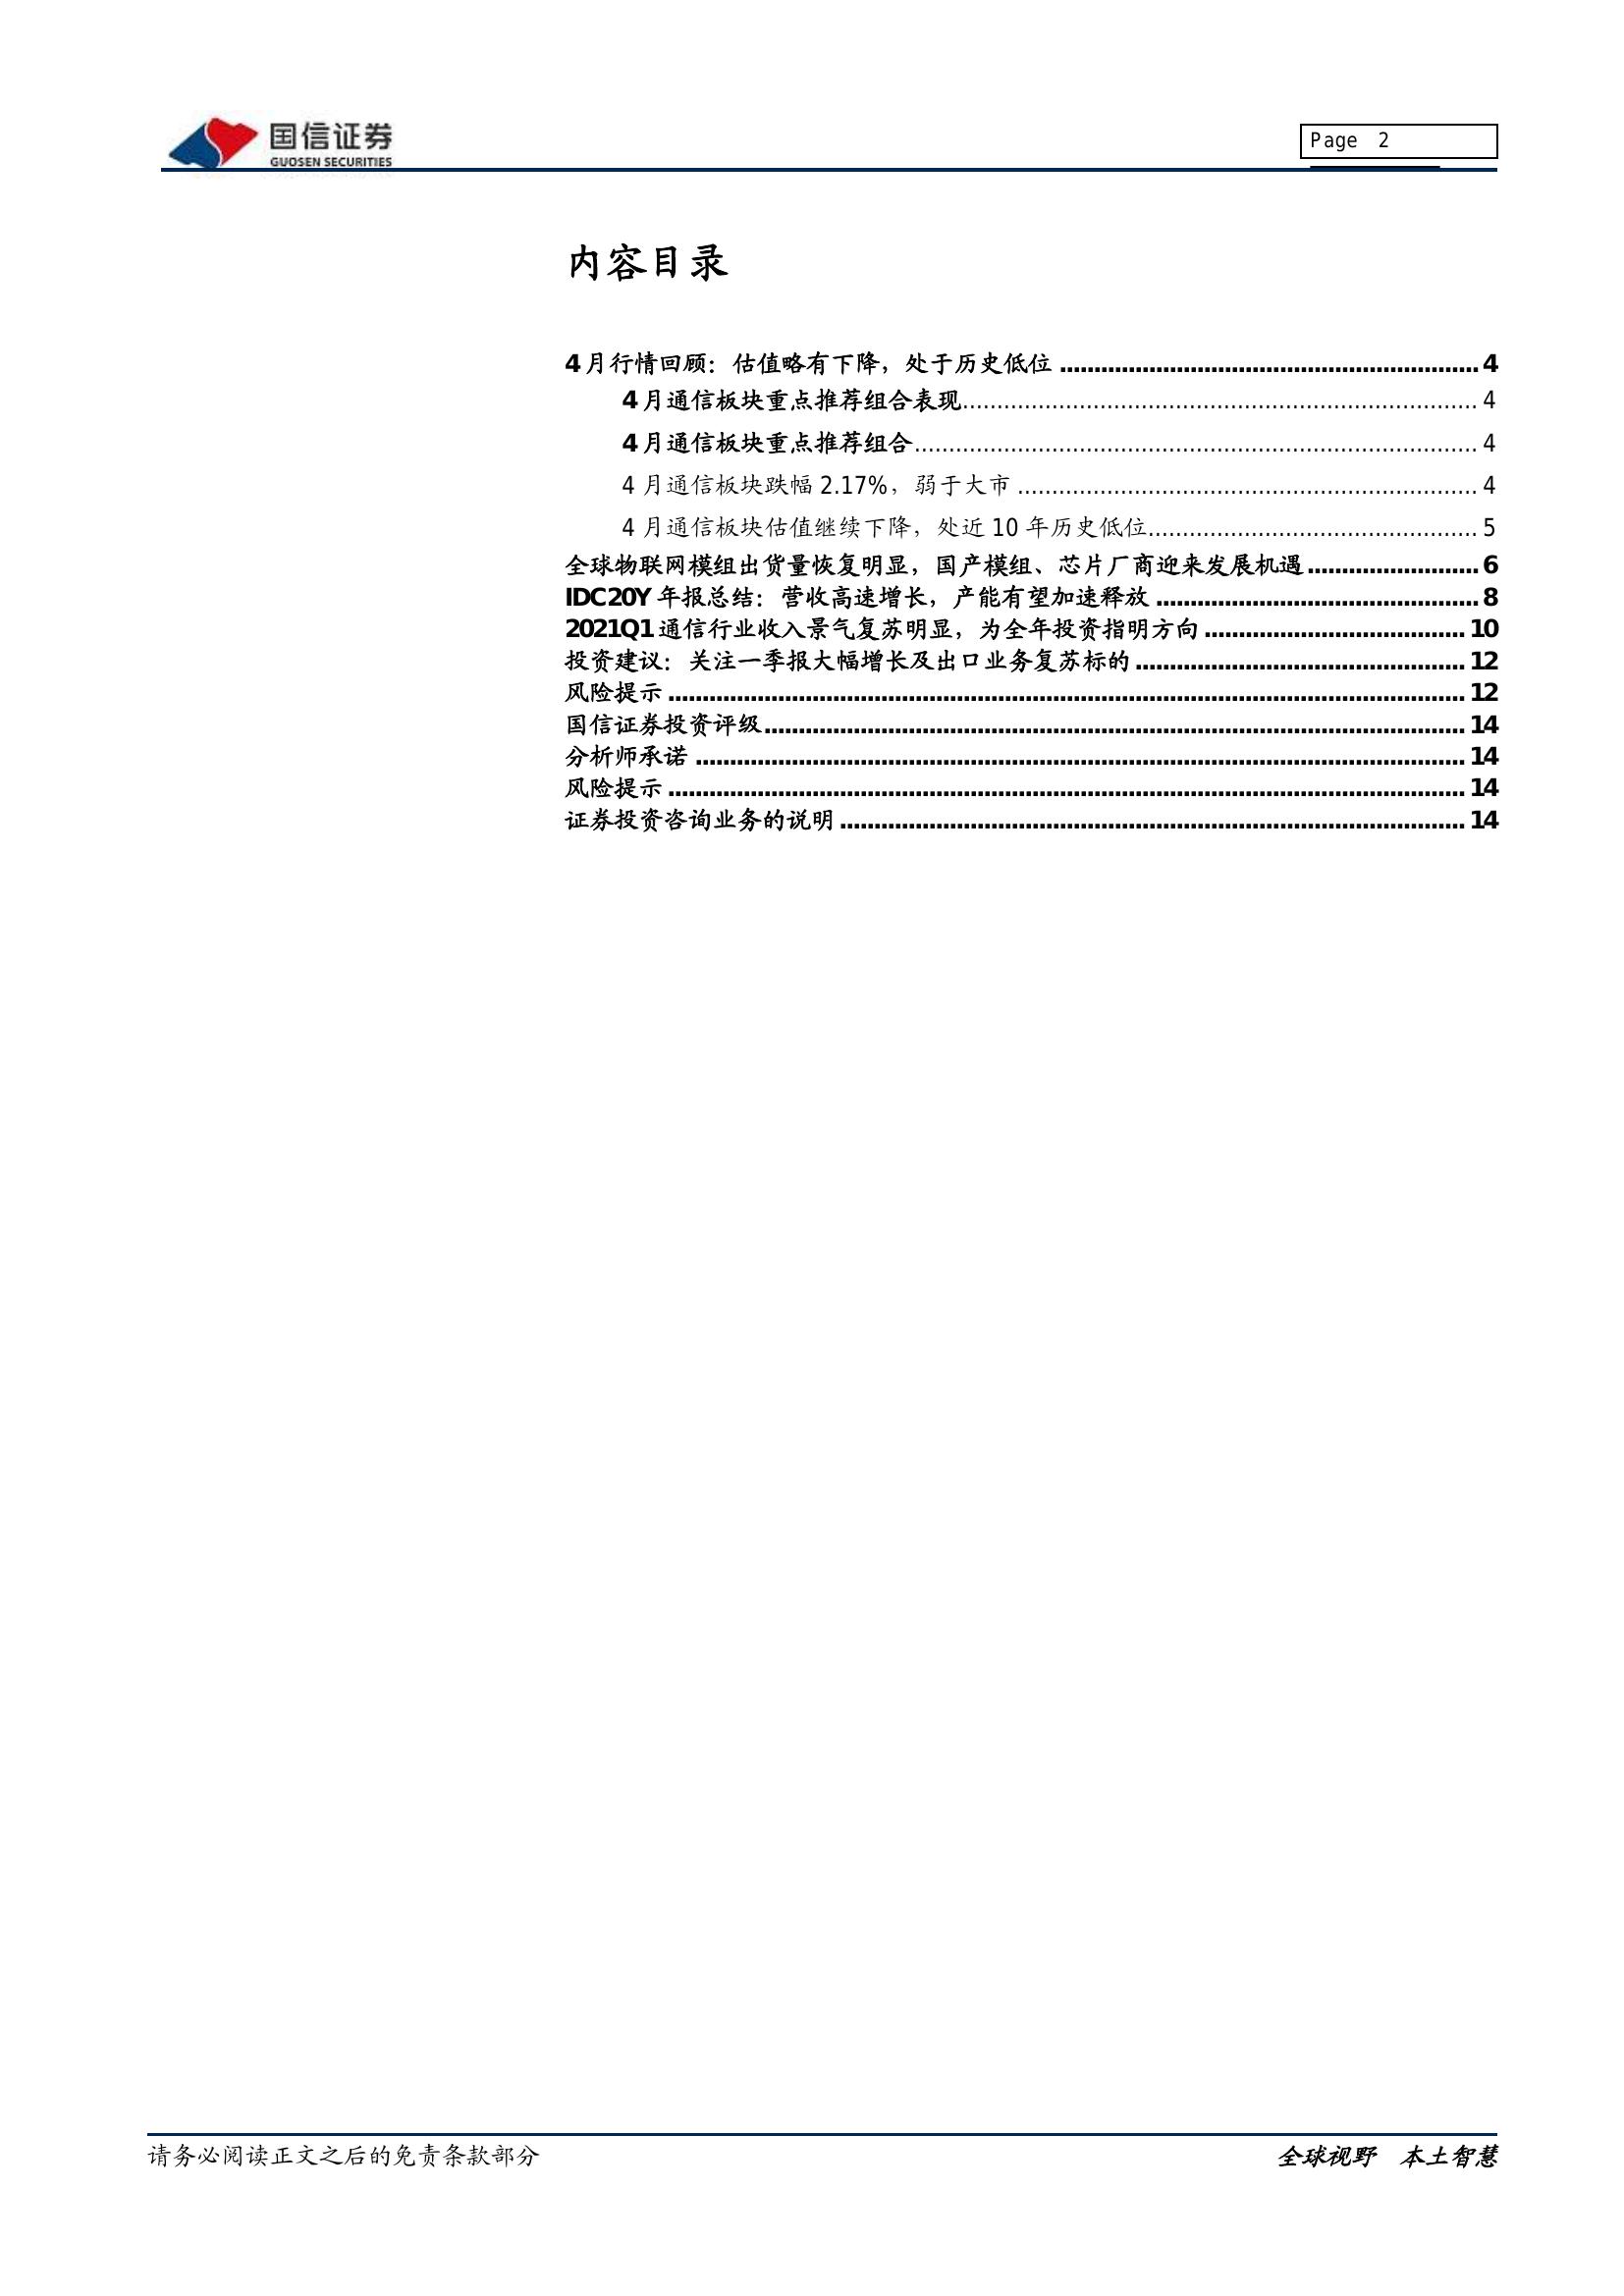 国信证券
GUOSEN SECURITIES
Page 2
内容目录
4月行情回顾：估值略有下降，处于历史低位 ............................................................. 4
4月通信板块重点推荐组合表现........................................................................... 4
4月通信板块重点推荐组合.................................................................................. 4
4 月通信板块跌幅 2.17%，弱于大市 ................................................................... 4
4 月通信板块估值继续下降，处近 10 年历史低位................................................ 5
全球物联网模组出货量恢复明显，国产模组、芯片厂商迎来发展机遇......................... 6
IDC20Y 年报总结：营收高速增长，产能有望加速释放 ............................................... 8
2021Q1通信行业收入景气复苏明显，为全年投资指明方向 ...................................... 10
投资建议：关注一季报大幅增长及出口业务复苏标的 ................................................ 12
风险提示 .................................................................................................................... 12
国信证券投资评级...................................................................................................... 14
分析师承诺 ................................................................................................................ 14
风险提示 .................................................................................................................... 14
证券投资咨询业务的说明 ........................................................................................... 14
请务必阅读正文之后的免责条款部分
全球视野 本土智慧